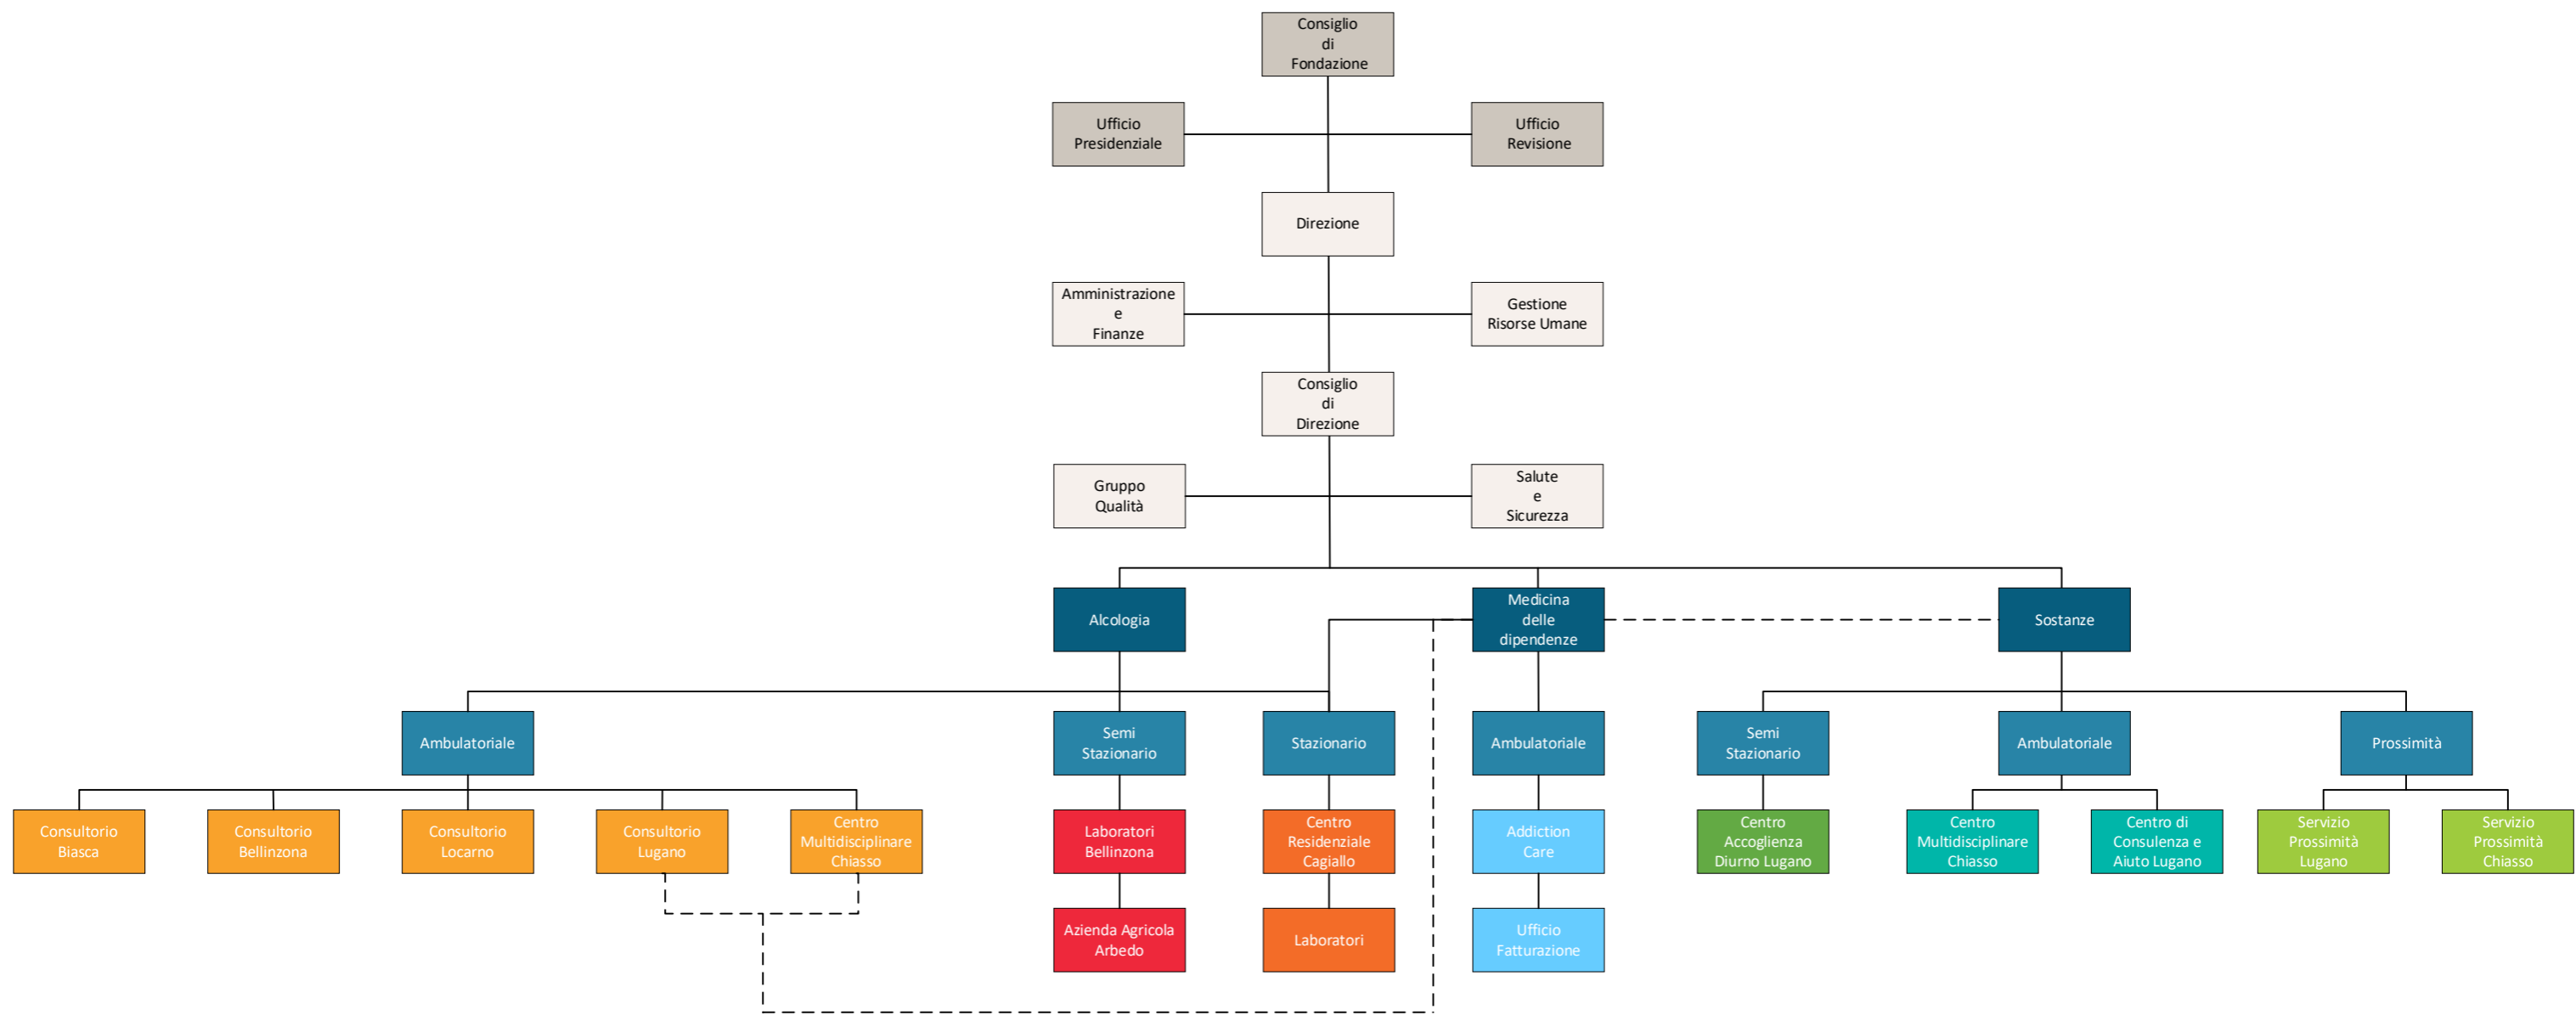 Consiglio
di
Fondazione
Ufficio
Presidenziale
Ufficio
Revisione
Direzione
Amministrazione
e
Finanze
Gestione
Risorse Umane
Consiglio
di
Direzione
Gruppo
Qualità
Salute
e
Sicurezza
Alcologia
Medicina
delle
dipendenze
Sostanze
Ambulatoriale
Semi
Stazionario
Stazionario
Ambulatoriale
Semi
Stazionario
Ambulatoriale
Prossimità
Consultorio
Biasca
Consultorio
Bellinzona
Consultorio
Locarno
Consultorio
Lugano
Centro
Multidisciplinare
Chiasso
Laboratori
Bellinzona
Centro
Residenziale
Cagiallo
Addiction
Care
Centro
Accoglienza
Diurno Lugano
Centro
Multidisciplinare
Chiasso
Centro di
Consulenza e
Aiuto Lugano
Servizio
Prossimità
Lugano
Servizio
Prossimità
Chiasso
Azienda Agricola
Arbedo
Laboratori
Ufficio
Fatturazione